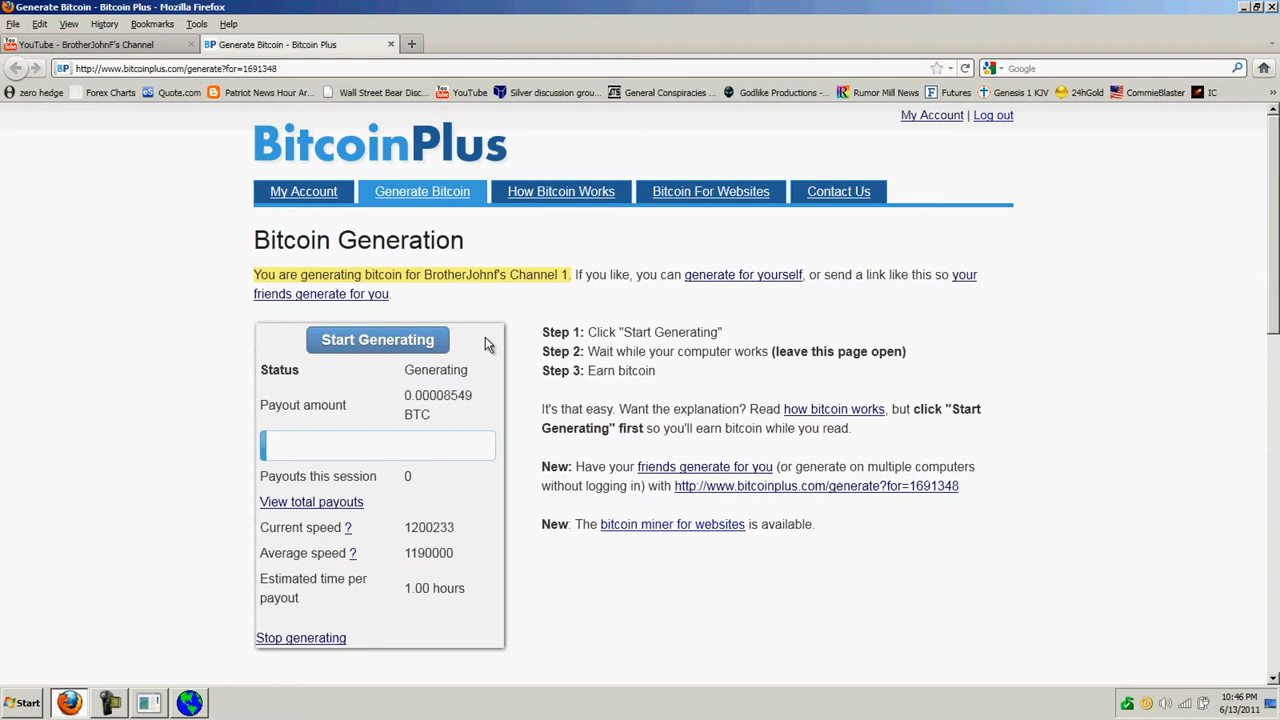 Generate Bitcoin - Bitcoin Plus - Mozilla Firefox
File Edit View History Bookmarks Tools Help
YouTube - BrotherJohnF's Channel
BP Generate Bitcoin - Bitcoin Plus
BP http://www.bitcoinplus.com/generate?for=1691348
Google
zero hedge Forex Charts Quote.com Patriot News Hour Ar... Wall Street Bear Disc... YouTube Silver discussion grou... General Conspiracies ... Godlike Productions -... Rumor Mill News Futures Genesis 1 KJV 24hGold CommieBlaster IC
My Account | Log out
BitcoinPlus
My Account Generate Bitcoin How Bitcoin Works Bitcoin For Websites Contact Us
Bitcoin Generation
You are generating bitcoin for BrotherJohnf's Channel 1. If you like, you can generate for yourself, or send a link like this so your
friends generate for you.
Start Generating
Status Generating
Payout amount 0.00008549
BTC
Payouts this session 0
View total payouts
Current speed ? 1200233
Average speed ? 1190000
Estimated time per
payout 1.00 hours
Stop generating
Step 1: Click "Start Generating"
Step 2: Wait while your computer works (leave this page open)
Step 3: Earn bitcoin
It's that easy. Want the explanation? Read how bitcoin works, but click "Start
Generating" first so you'll earn bitcoin while you read.
New: Have your friends generate for you (or generate on multiple computers
without logging in) with http://www.bitcoinplus.com/generate?for=1691348
New: The bitcoin miner for websites is available.
Start
10:46 PM
6/13/2011